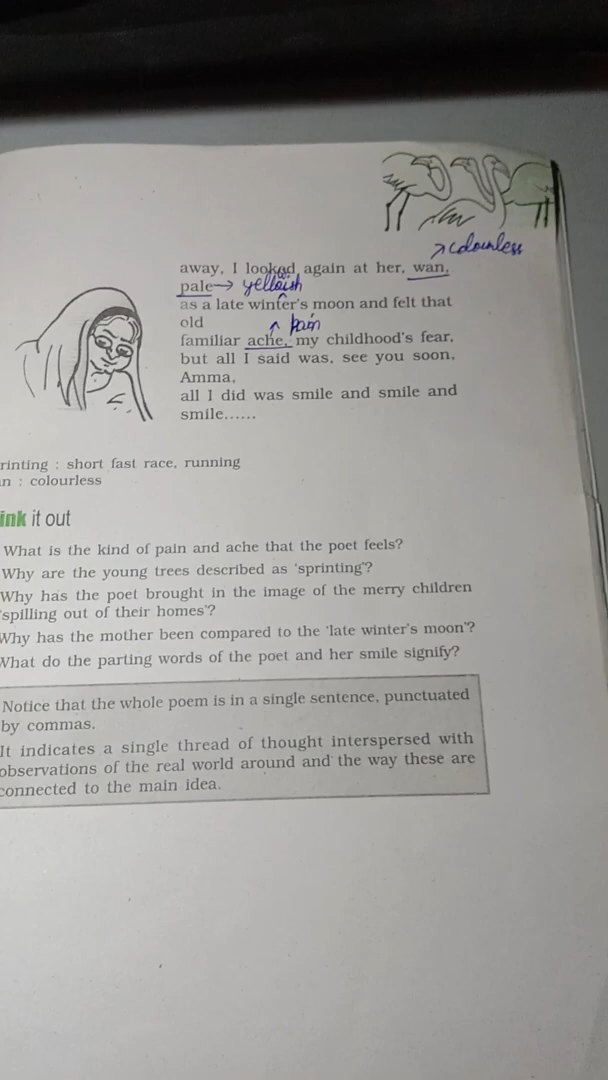 colourless
away, I looked again at her, wan,
pale → yellowish
as a late winter's moon and felt that
old
pain
familiar ache, my childhood's fear,
but all I said was, see you soon,
Amma,
all I did was smile and smile and
smile......
rinting : short fast race, running
n : colourless
ink it out
What is the kind of pain and ache that the poet feels?
Why are the young trees described as 'sprinting'?
Why has the poet brought in the image of the merry children
'spilling out of their homes'?
Why has the mother been compared to the 'late winter's moon'?
What do the parting words of the poet and her smile signify?
Notice that the whole poem is in a single sentence, punctuated
by commas.
It indicates a single thread of thought interspersed with
observations of the real world around and the way these are
connected to the main idea.